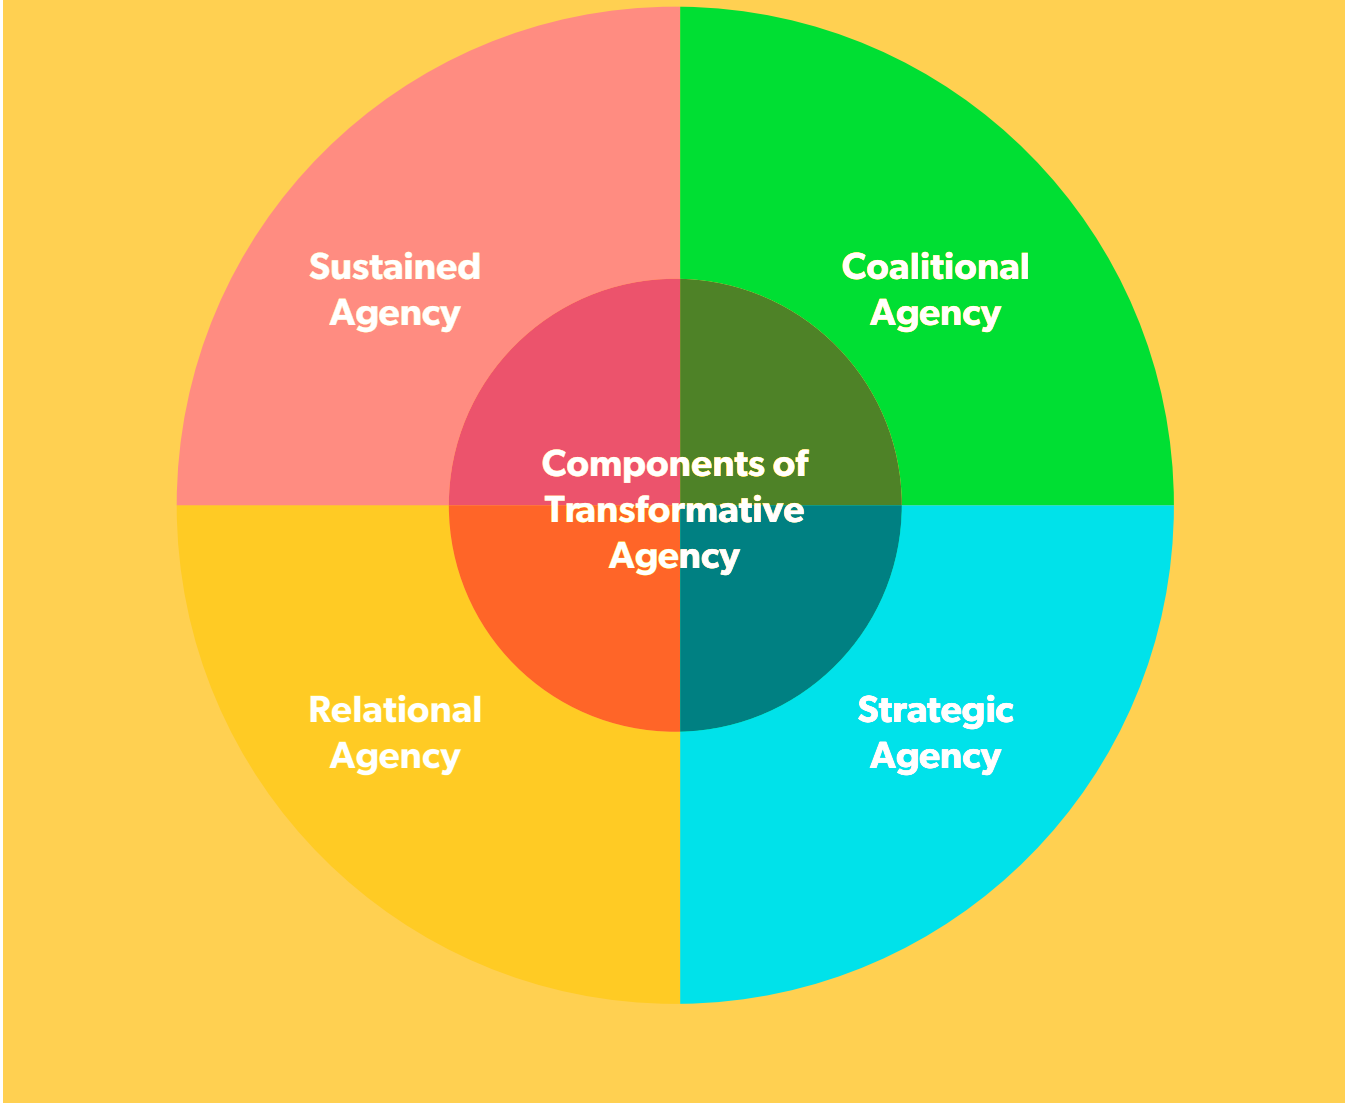 Sustained
Agency
Coalitional
Agency
Components of
Transformative
Agency
Relational
Agency
Strategic
Agency